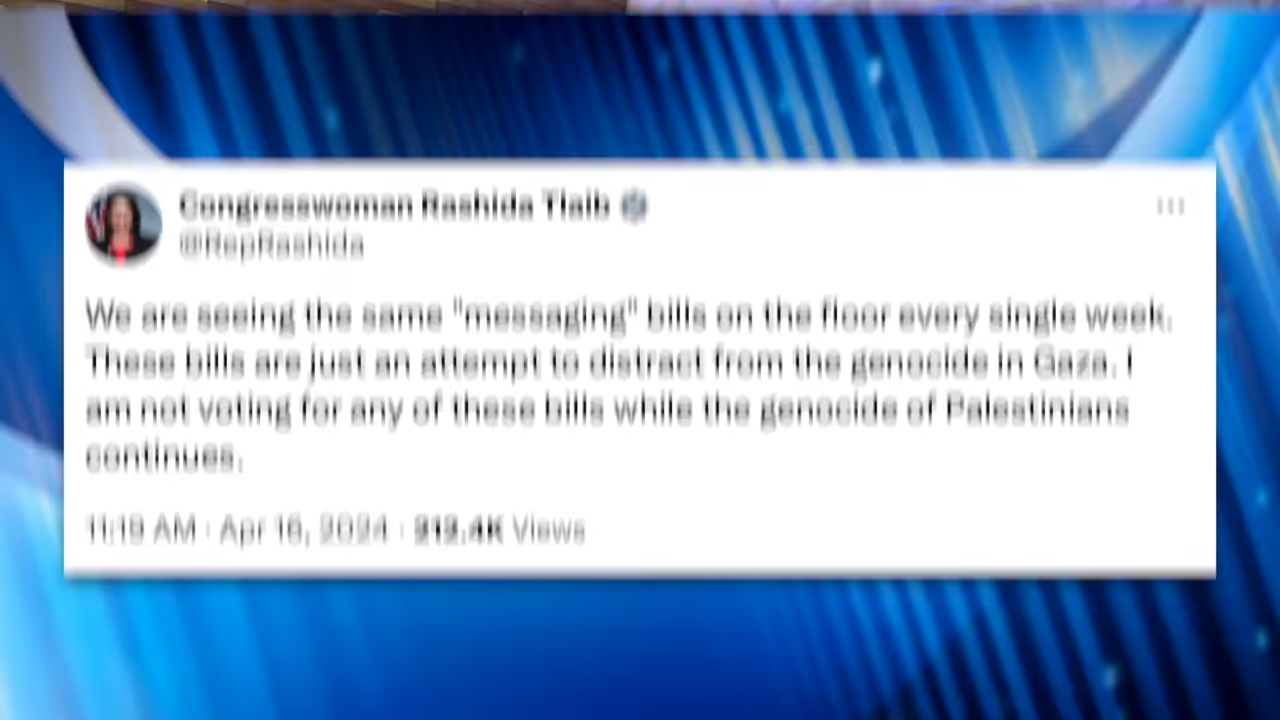 Congresswoman Rashida Tlaib
@RepRashida
We are seeing the same "messaging" bills on the floor every single week.
These bills are just an attempt to distract from the genocide in Gaza. I
am not voting for any of these bills while the genocide of Palestinians
continues.
11:19 AM · Apr 16, 2024 · 212.4K Views